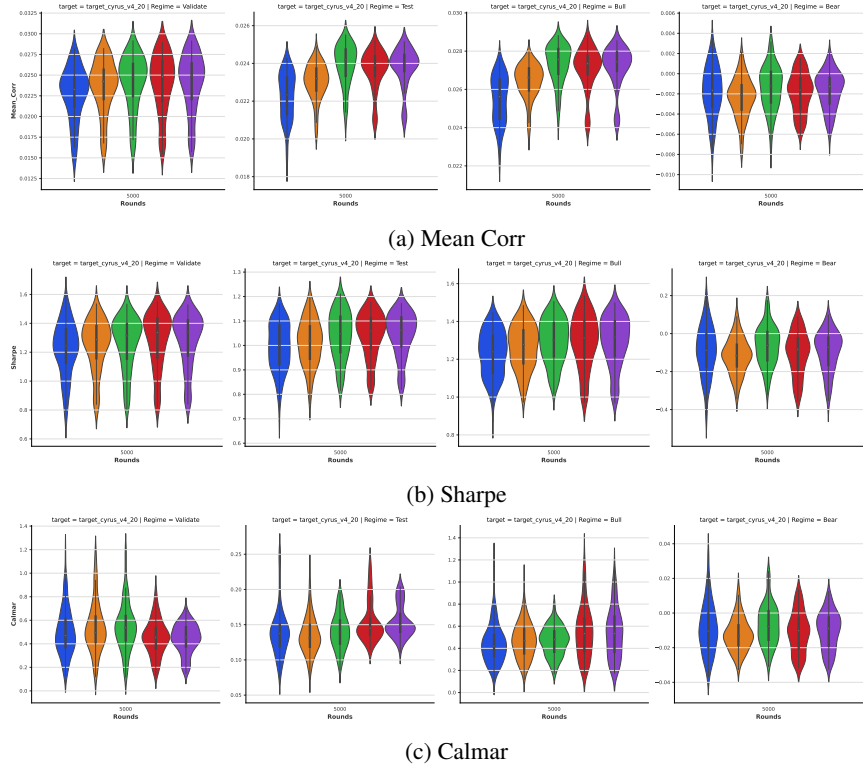 target = target_cyrus_v4_20 | Regime = Validate
target = target_cyrus_v4_20 | Regime = Test
target = target_cyrus_v4_20 | Regime = Bull
target = target_cyrus_v4_20 | Regime = Bear
0.0325
0.0300
0.0275
0.0250
0.0225
0.0200
0.0175
0.0150
0.0125
Mean_Corr
5000
Rounds
0.026
0.024
0.022
0.020
0.018
5000
Rounds
0.030
0.028
0.026
0.024
0.022
5000
Rounds
0.006
0.004
0.002
0.000
−0.002
−0.004
−0.006
−0.008
−0.010
5000
Rounds
(a) Mean Corr
target = target_cyrus_v4_20 | Regime = Validate
target = target_cyrus_v4_20 | Regime = Test
target = target_cyrus_v4_20 | Regime = Bull
target = target_cyrus_v4_20 | Regime = Bear
1.6
1.4
1.2
1.0
0.8
0.6
Sharpe
5000
Rounds
1.3
1.2
1.1
1.0
0.9
0.8
0.7
0.6
5000
Rounds
1.6
1.4
1.2
1.0
0.8
5000
Rounds
0.2
0.0
−0.2
−0.4
5000
Rounds
(b) Sharpe
target = target_cyrus_v4_20 | Regime = Validate
target = target_cyrus_v4_20 | Regime = Test
target = target_cyrus_v4_20 | Regime = Bull
target = target_cyrus_v4_20 | Regime = Bear
1.4
1.2
1.0
0.8
0.6
0.4
0.2
0.0
Calmar
5000
Rounds
0.25
0.20
0.15
0.10
0.05
5000
Rounds
1.4
1.2
1.0
0.8
0.6
0.4
0.2
0.0
5000
Rounds
0.04
0.02
0.00
−0.02
−0.04
5000
Rounds
(c) Calmar